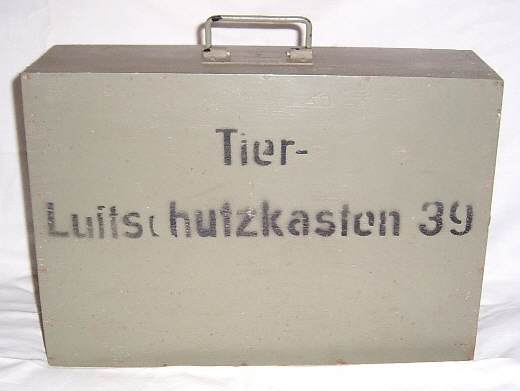 Tier-
Luftschutzkasten 39